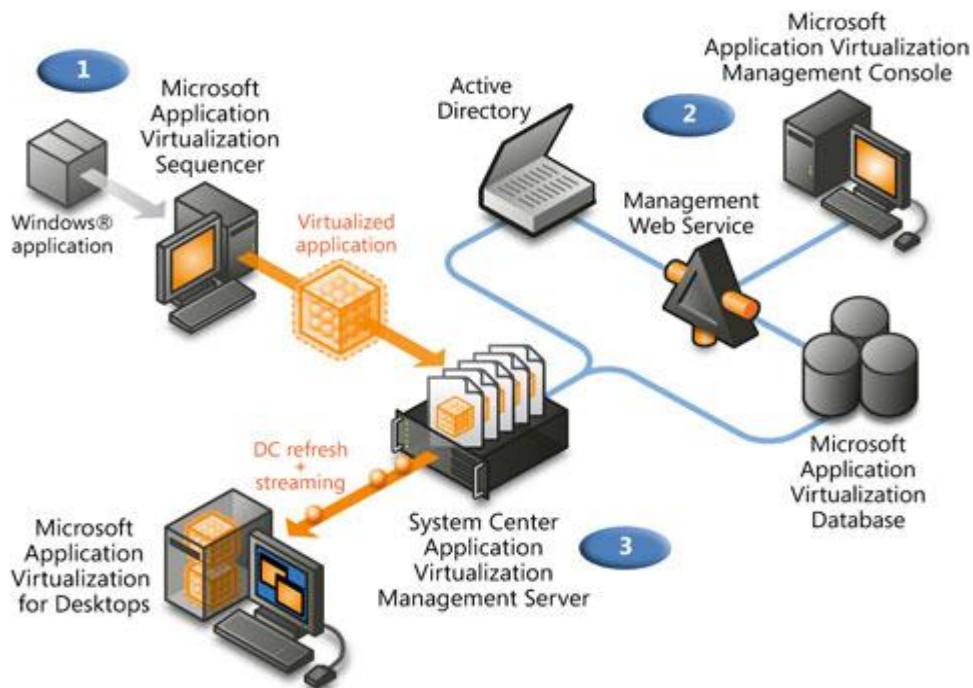 1
Microsoft
Application
Virtualization
Sequencer
Windows®
application
Virtualized
application
Active
Directory
2
Microsoft
Application Virtualization
Management Console
Management
Web Service
Microsoft
Application
Virtualization
Database
DC refresh
+
streaming
System Center
Application
Virtualization
Management Server
3
Microsoft
Application
Virtualization
for Desktops